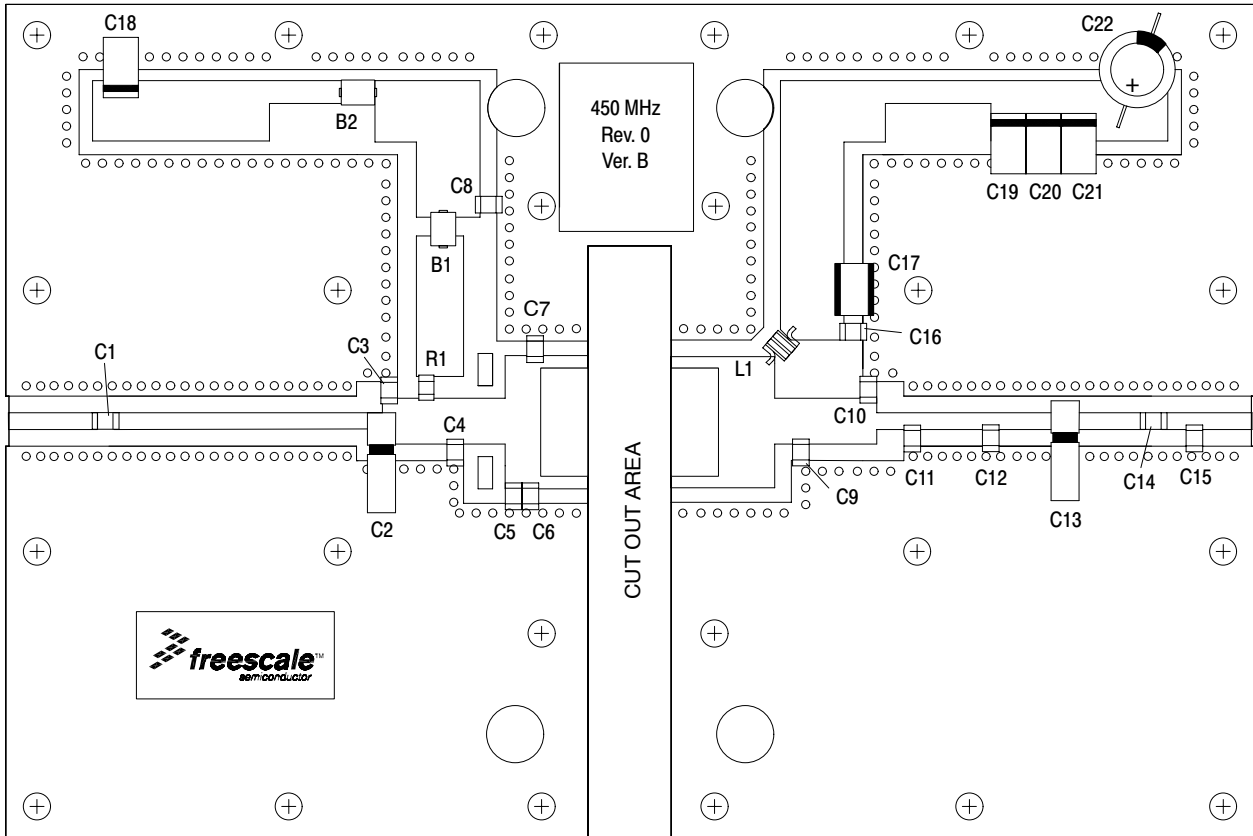 C18
C22
B2
450 MHz
Rev. 0
Ver. B
C8
C19 C20 C21
+
B1
C17
C7
C16
C3
R1
L1
C1
C10
C4
C11
C12
C14
C15
C9
C5 C6
C2
C13
CUT OUT AREA
freescale™
semiconductor